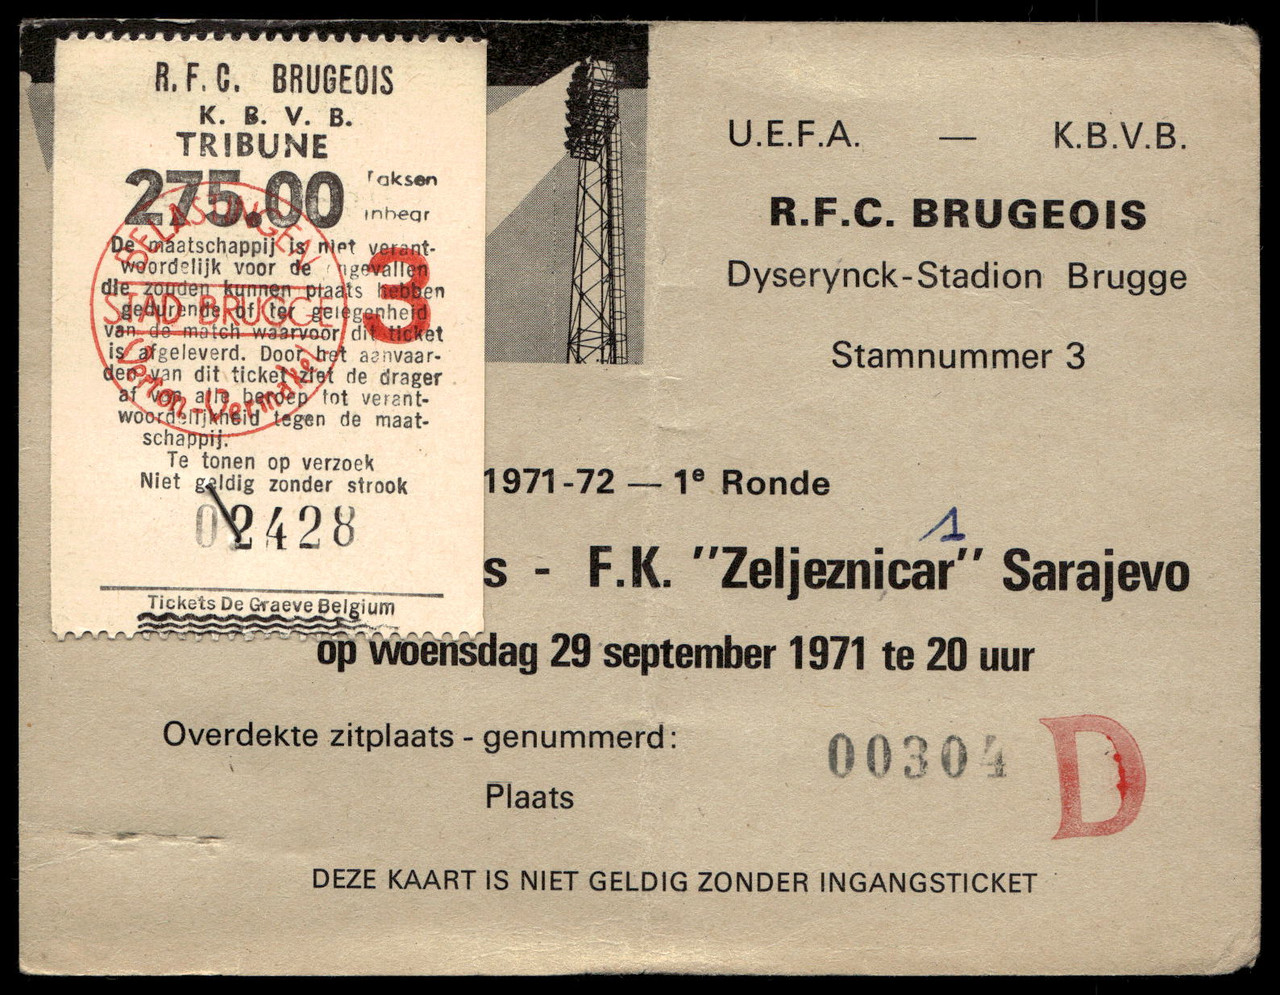 R.F.C. BRUGEOIS
K. B. V. B.
TRIBUNE
275.00
Taksen
inbegr
De maatschappij is niet verant-
woordelijk voor de ongevallen
die zouden kunnen plaats hebben
gedurende of ter gelegenheid
van de match waarvoor dit ticket
is afgeleverd. Door het aanvaar-
den van dit ticket ziet de drager
af van alle beroep tot verant-
woordelijkheid tegen de maat-
schappij.
Te tonen op verzoek
Niet geldig zonder strook
02428
Tickets De Graeve Belgium
BELASTINGEN
STAD BRUGGE
3
U.E.F.A. — K.B.V.B.
R.F.C. BRUGEOIS
Dyserynck-Stadion Brugge
Stamnummer 3
1971-72 — 1e Ronde
1
s - F.K. "Zeljeznicar" Sarajevo
op woensdag 29 september 1971 te 20 uur
Overdekte zitplaats - genummerd:
00304 D
Plaats
DEZE KAART IS NIET GELDIG ZONDER INGANGSTICKET